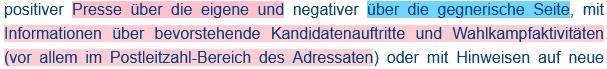 positiver Presse über die eigene und negativer über die gegnerische Seite, mit
Informationen über bevorstehende Kandidatenauftritte und Wahlkampfaktivitäten
(vor allem im Postleitzahl-Bereich des Adressaten) oder mit Hinweisen auf neue